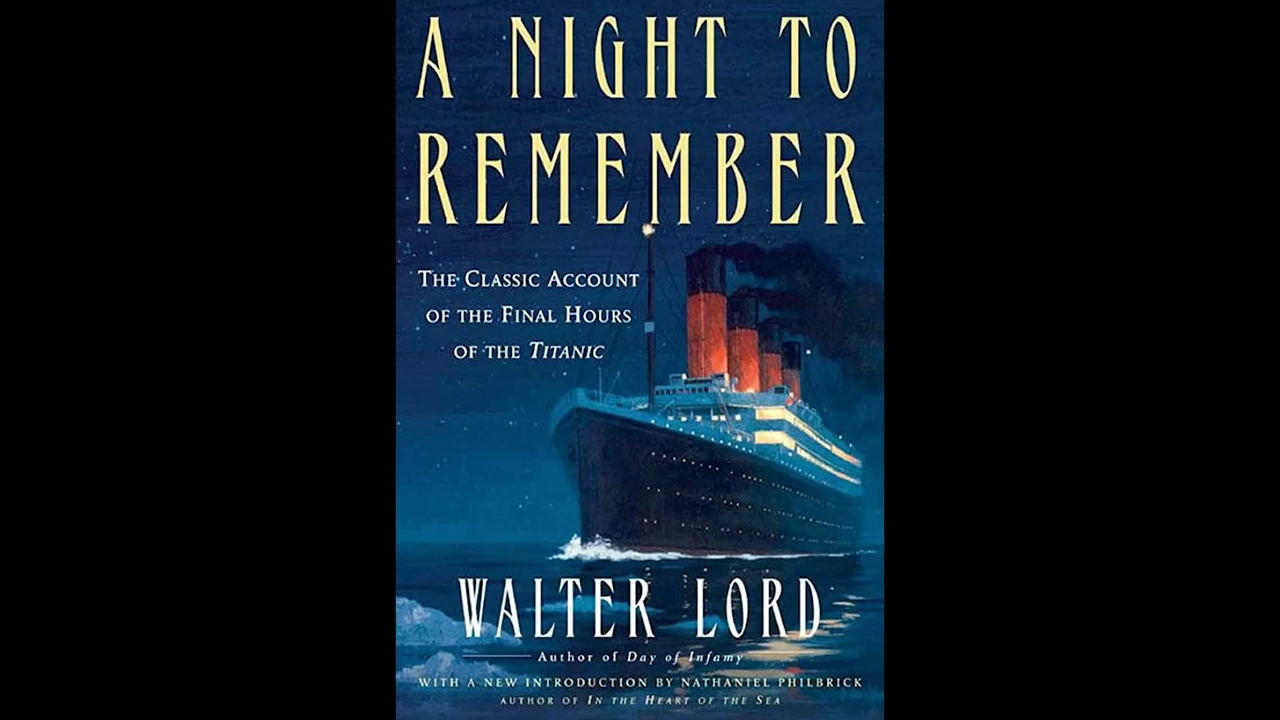 A NIGHT TO
REMEMBER
THE CLASSIC ACCOUNT
OF THE FINAL HOURS
OF THE TITANIC
WALTER LORD
Author of Day of Infamy
WITH A NEW INTRODUCTION BY NATHANIEL PHILBRICK
AUTHOR OF IN THE HEART OF THE SEA